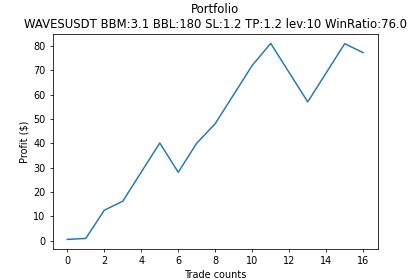 Portfolio
WAVESUSDT BBM:3.1 BBL:180 SL:1.2 TP:1.2 lev:10 WinRatio:76.0
Profit ($)
80
70
60
50
40
30
20
10
0
0 2 4 6 8 10 12 14 16
Trade counts